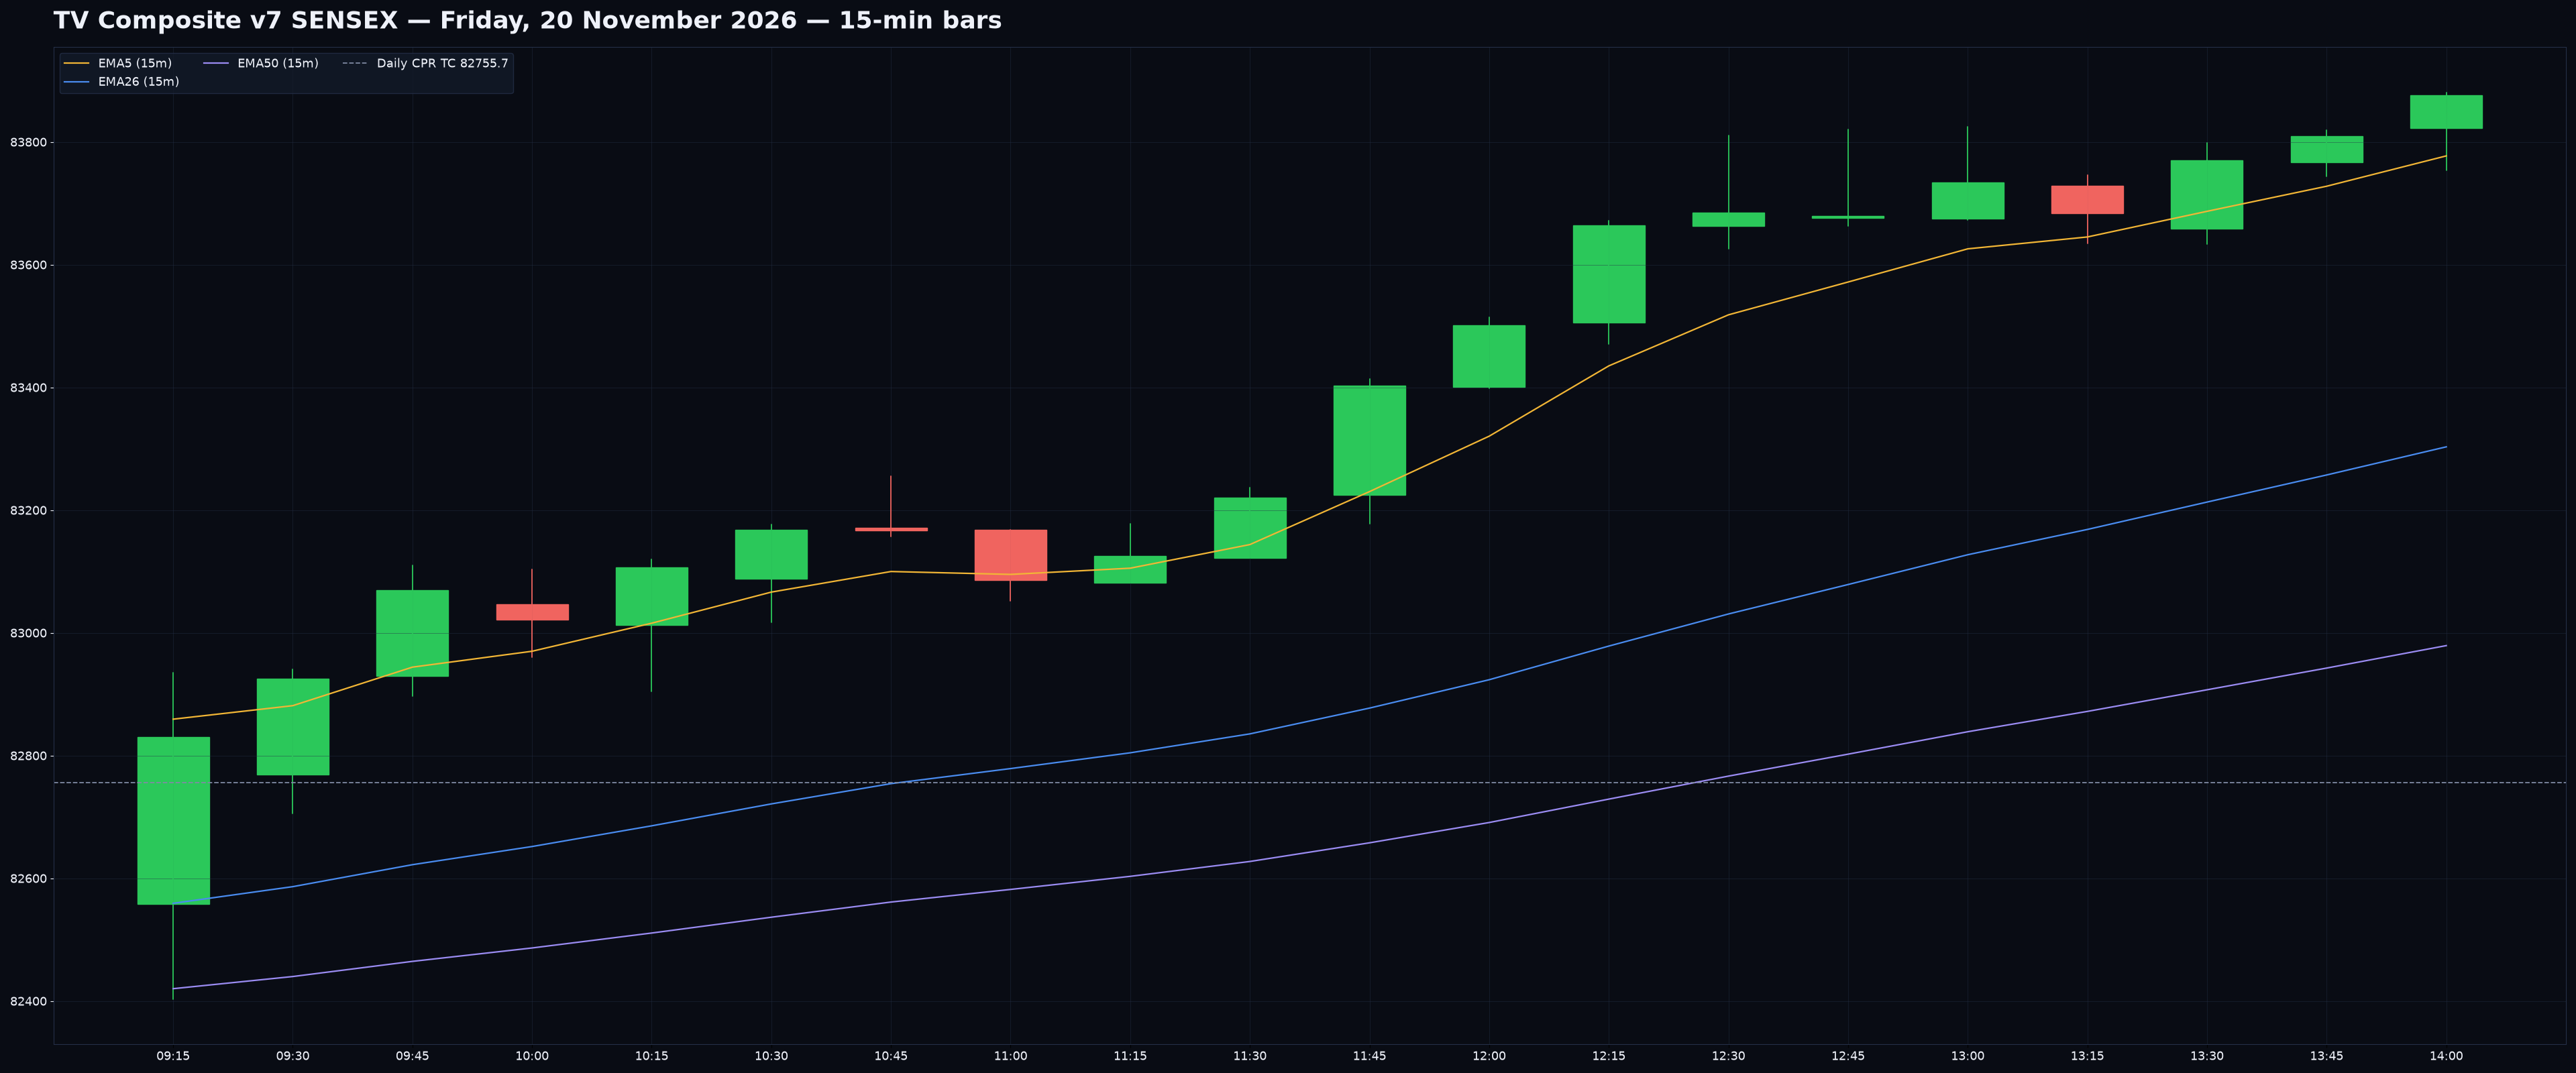 TV Composite v7 SENSEX — Friday, 20 November 2026 — 15-min bars
EMA5 (15m) EMA50 (15m) Daily CPR TC 82755.7
EMA26 (15m)
83800
83600
83400
83200
83000
82800
82600
82400
09:15 09:30 09:45 10:00 10:15 10:30 10:45 11:00 11:15 11:30 11:45 12:00 12:15 12:30 12:45 13:00 13:15 13:30 13:45 14:00